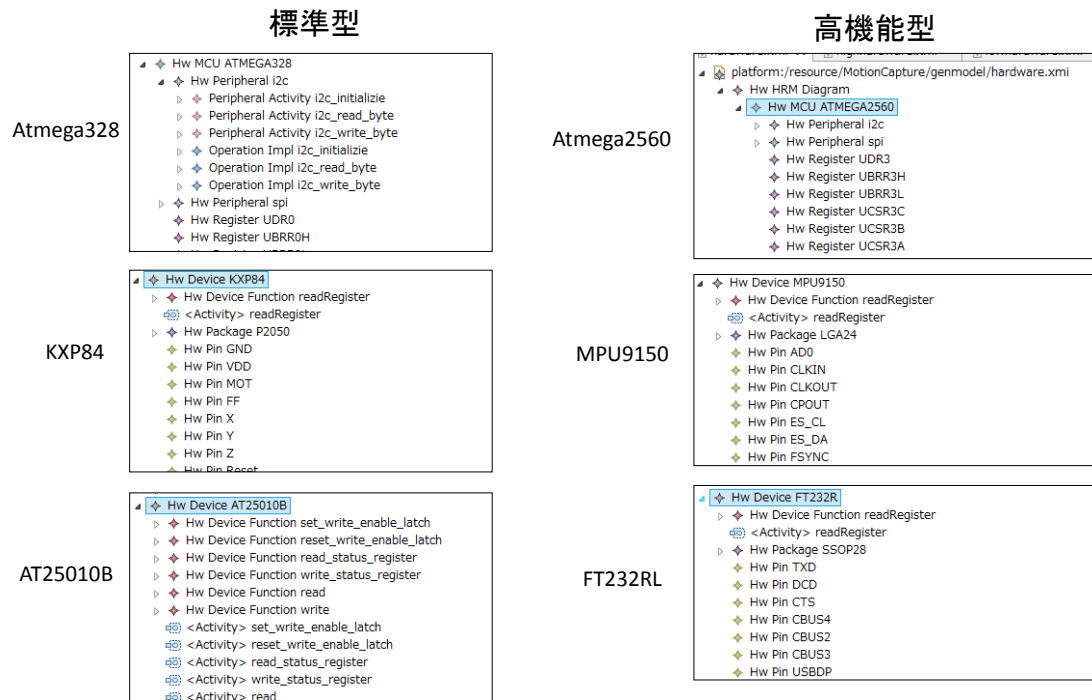 標準型
Atmega328
Hw MCU ATMEGA328
Hw Peripheral i2c
Peripheral Activity i2c_initializie
Peripheral Activity i2c_read_byte
Peripheral Activity i2c_write_byte
Operation Impl i2c_initializie
Operation Impl i2c_read_byte
Operation Impl i2c_write_byte
Hw Peripheral spi
Hw Register UDR0
Hw Register UBRR0H
KXP84
Hw Device KXP84
Hw Device Function readRegister
<Activity> readRegister
Hw Package P2050
Hw Pin GND
Hw Pin VDD
Hw Pin MOT
Hw Pin FF
Hw Pin X
Hw Pin Y
Hw Pin Z
Hw Pin Reset
AT25010B
Hw Device AT25010B
Hw Device Function set_write_enable_latch
Hw Device Function reset_write_enable_latch
Hw Device Function read_status_register
Hw Device Function write_status_register
Hw Device Function read
Hw Device Function write
<Activity> set_write_enable_latch
<Activity> reset_write_enable_latch
<Activity> read_status_register
<Activity> write_status_register
<Activity> read
高機能型
Atmega2560
platform:/resource/MotionCapture/genmodel/hardware.xmi
Hw HRM Diagram
Hw MCU ATMEGA2560
Hw Peripheral i2c
Hw Peripheral spi
Hw Register UDR3
Hw Register UBRR3H
Hw Register UBRR3L
Hw Register UCSR3C
Hw Register UCSR3B
Hw Register UCSR3A
MPU9150
Hw Device MPU9150
Hw Device Function readRegister
<Activity> readRegister
Hw Package LGA24
Hw Pin AD0
Hw Pin CLKIN
Hw Pin CLKOUT
Hw Pin CPOUT
Hw Pin ES_CL
Hw Pin ES_DA
Hw Pin FSYNC
FT232RL
Hw Device FT232R
Hw Device Function readRegister
<Activity> readRegister
Hw Package SSOP28
Hw Pin TXD
Hw Pin DCD
Hw Pin CTS
Hw Pin CBUS4
Hw Pin CBUS2
Hw Pin CBUS3
Hw Pin USBDP